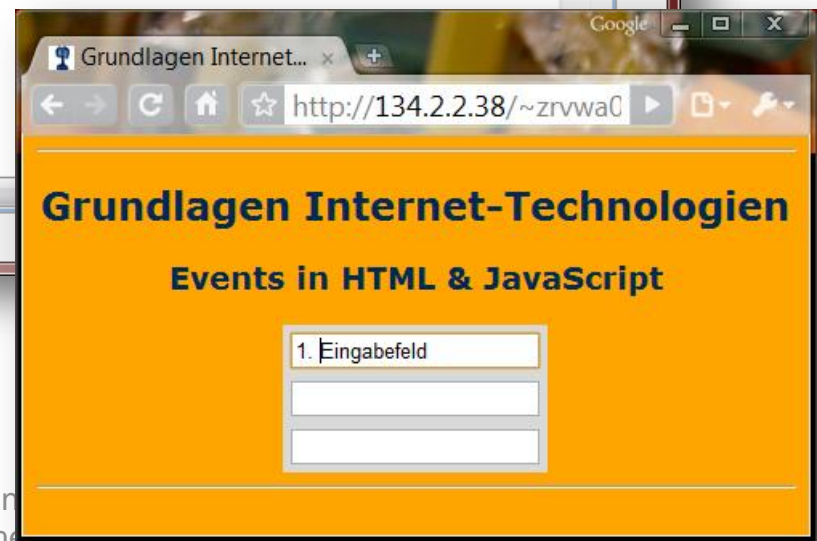 Google
Grundlagen Internet...
http://134.2.2.38/~zrvwa0
Grundlagen Internet-Technologien
Events in HTML & JavaScript
1. Eingabefeld